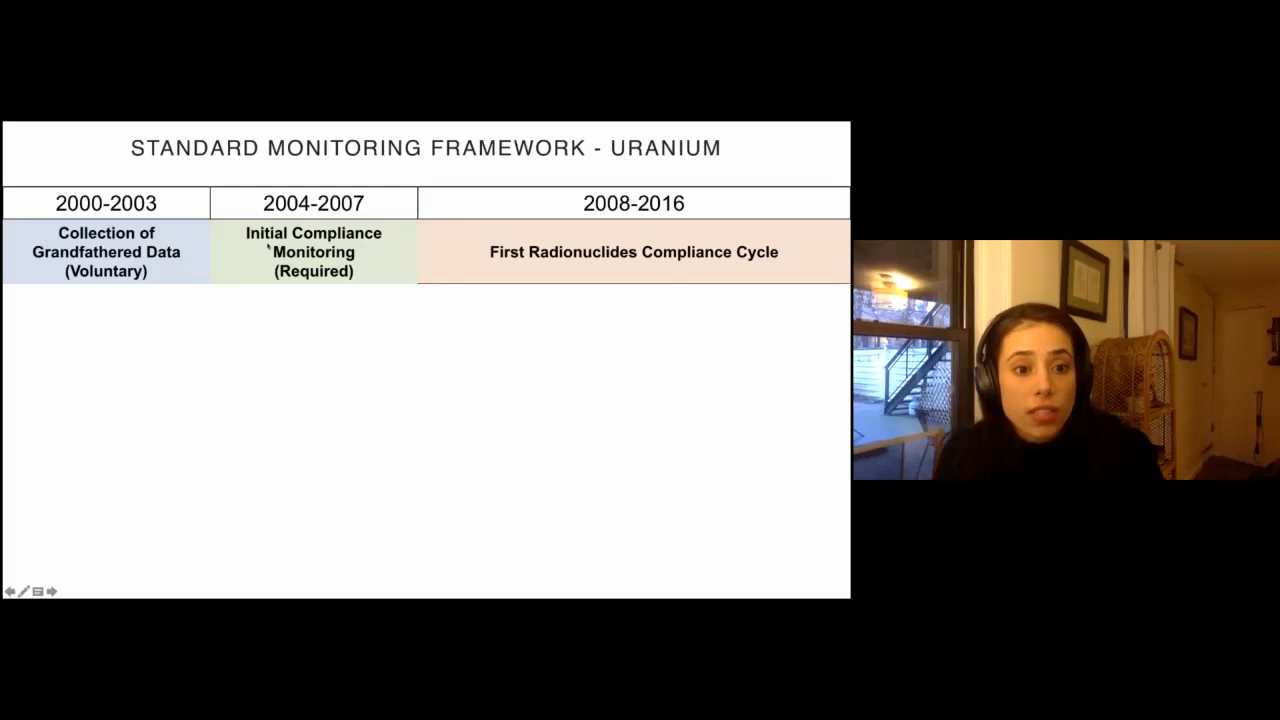 STANDARD MONITORING FRAMEWORK - URANIUM
2000-2003
2004-2007
2008-2016
Collection of
Grandfathered Data
(Voluntary)
Initial Compliance
Monitoring
(Required)
First Radionuclides Compliance Cycle